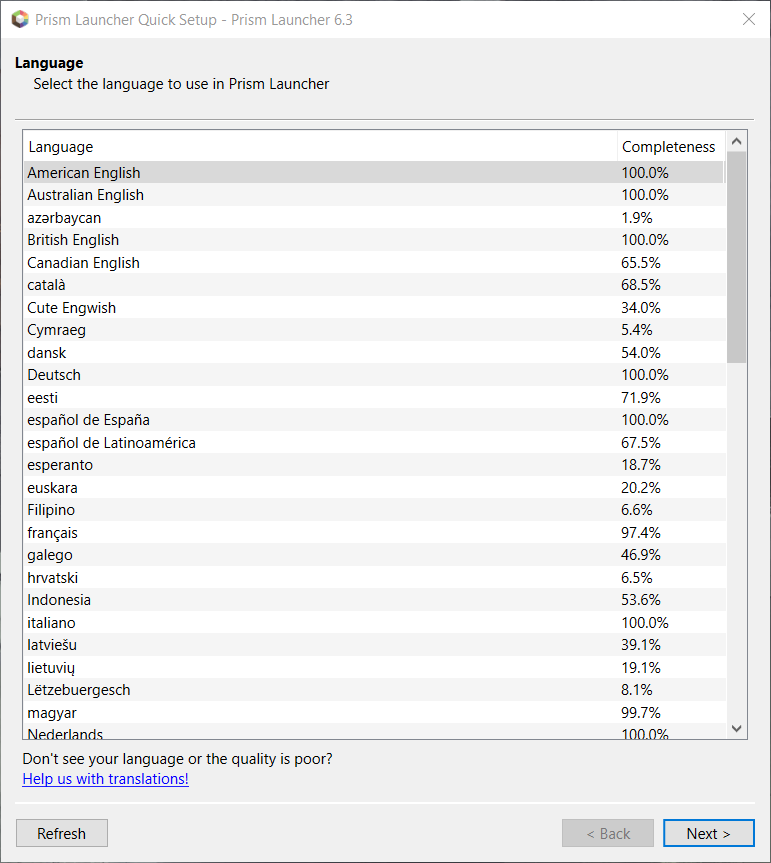 Prism Launcher Quick Setup - Prism Launcher 6.3
Language
Select the language to use in Prism Launcher
Language Completeness
American English 100.0%
Australian English 100.0%
azərbaycan 1.9%
British English 100.0%
Canadian English 65.5%
català 68.5%
Cute Engwish 34.0%
Cymraeg 5.4%
dansk 54.0%
Deutsch 100.0%
eesti 71.9%
español de España 100.0%
español de Latinoamérica 67.5%
esperanto 18.7%
euskara 20.2%
Filipino 6.6%
français 97.4%
galego 46.9%
hrvatski 6.5%
Indonesia 53.6%
italiano 100.0%
latviešu 39.1%
lietuvių 19.1%
Lëtzebuergesch 8.1%
magyar 99.7%
Nederlands 100.0%
Don't see your language or the quality is poor?
Help us with translations!
Refresh < Back Next >